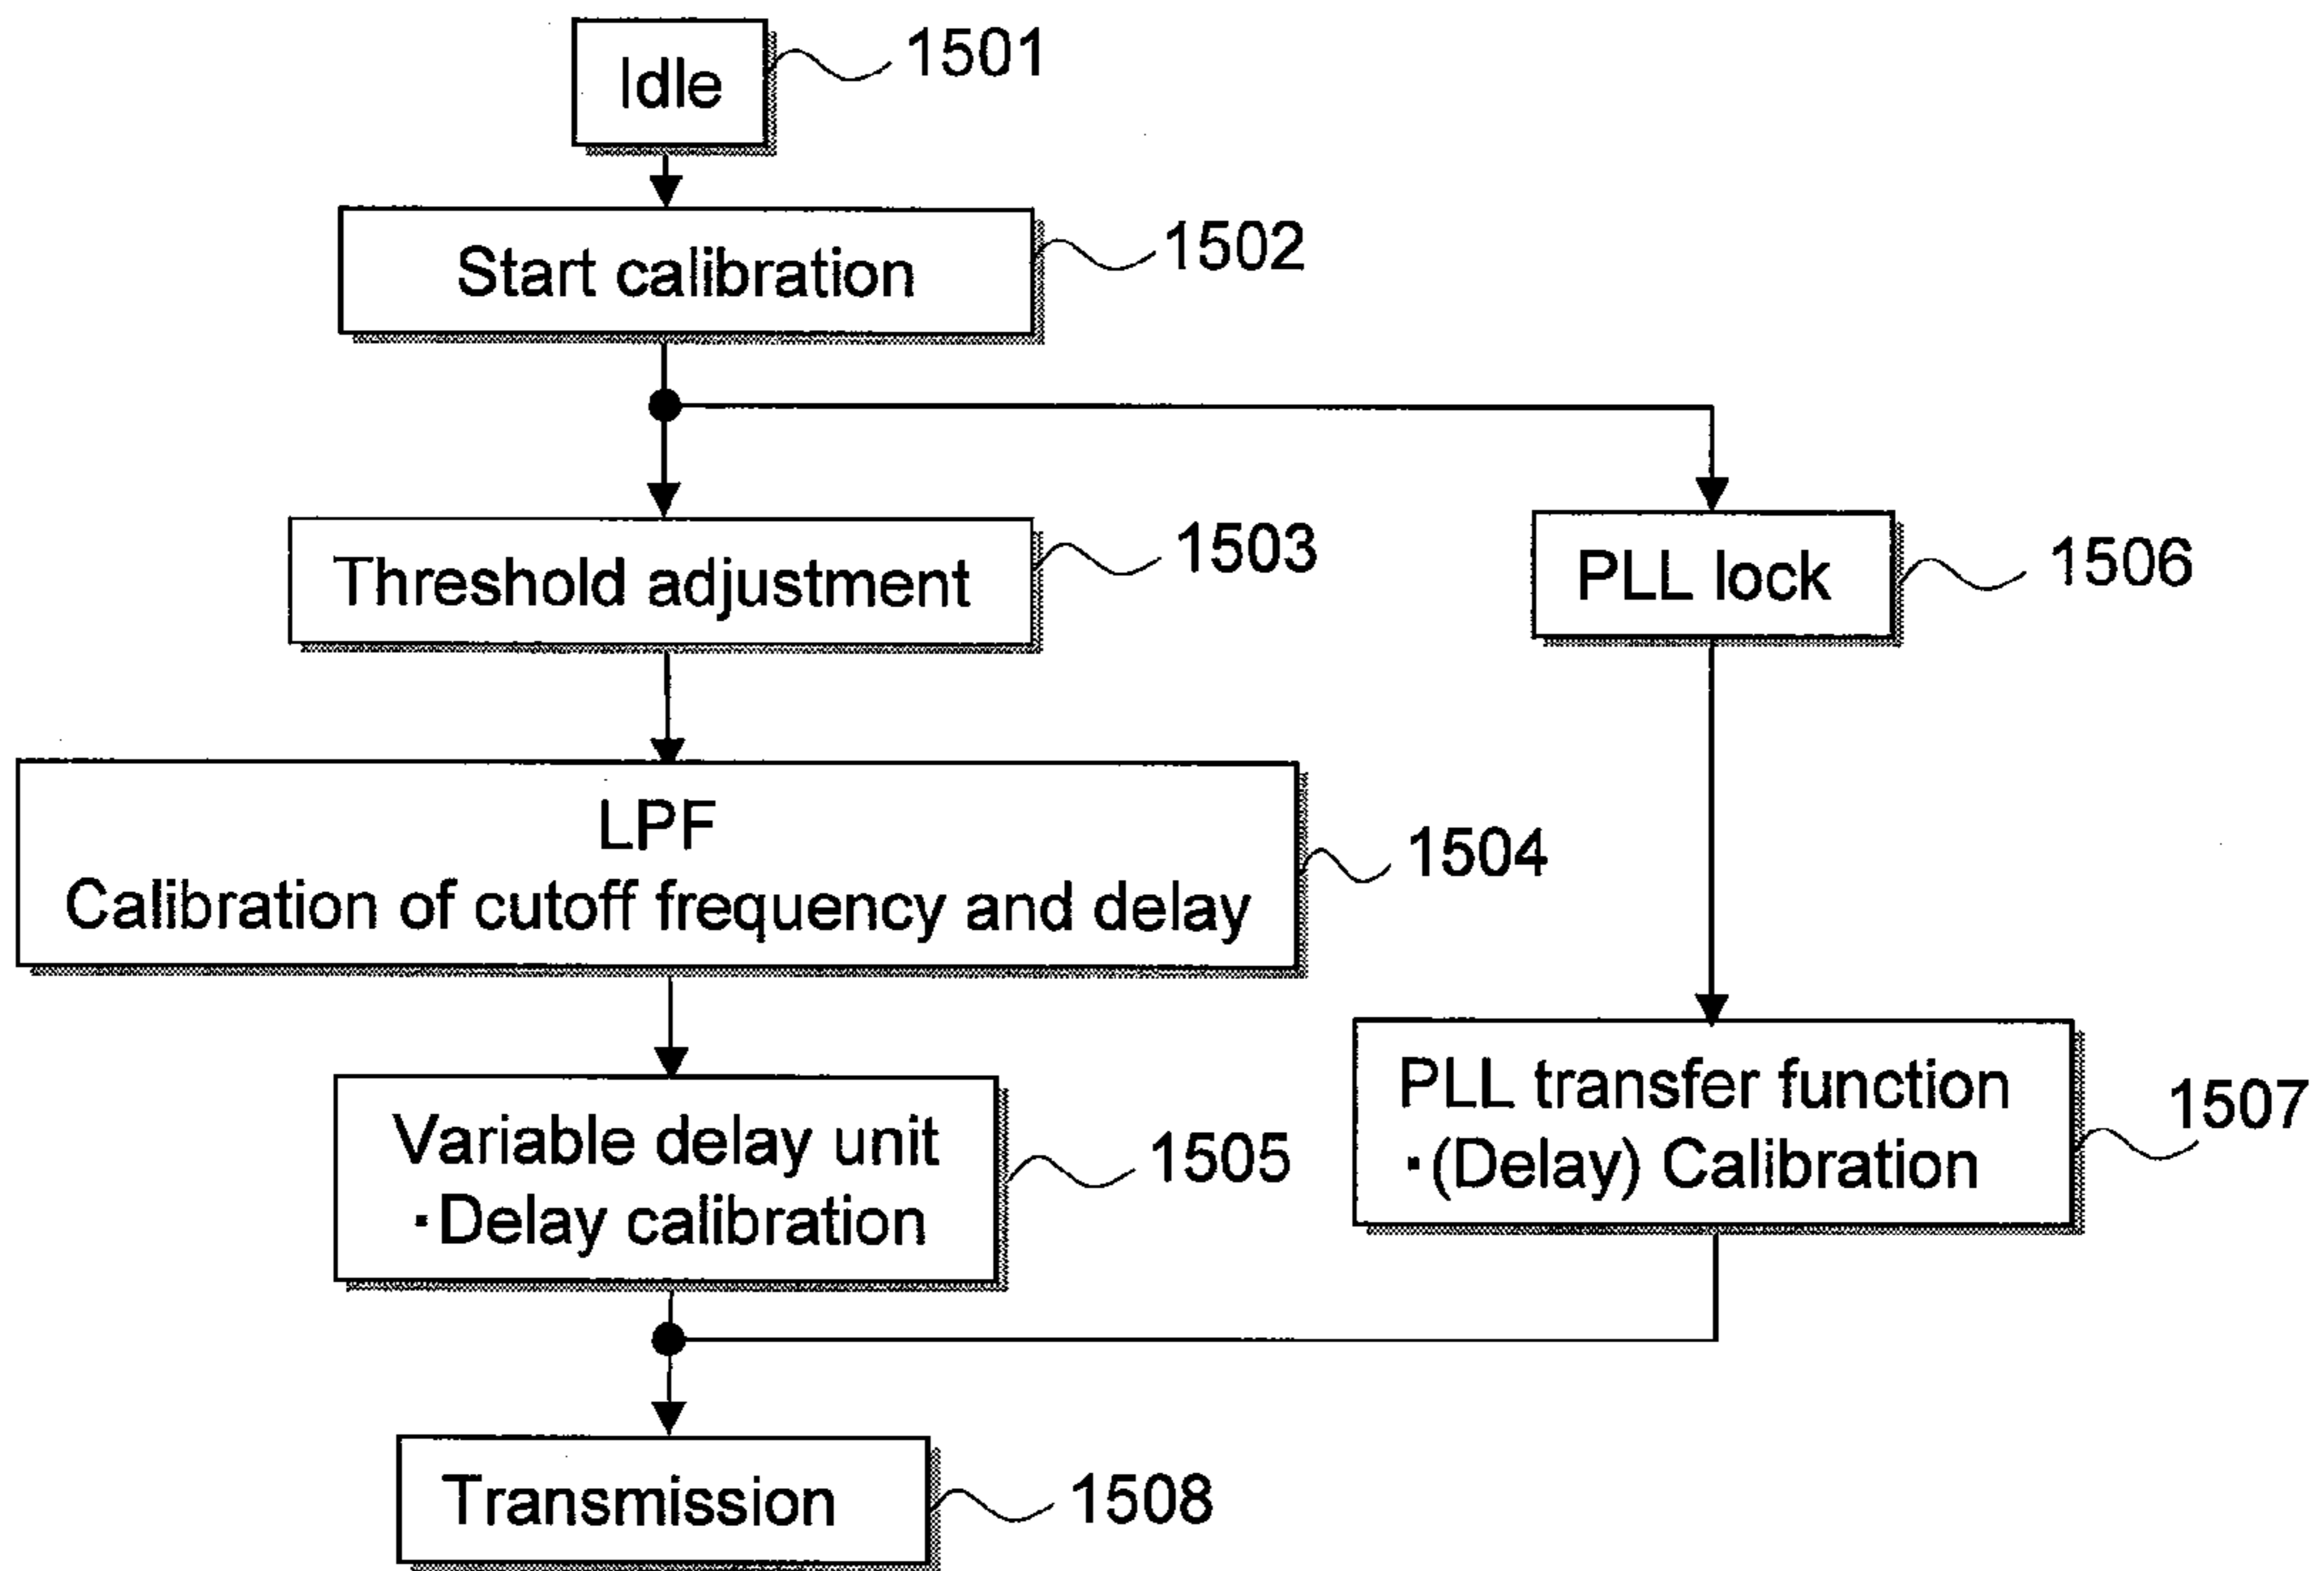 Idle
1501
Start calibration
1502
Threshold adjustment
1503
PLL lock
1506
LPF
Calibration of cutoff frequency and delay
1504
Variable delay unit
・Delay calibration
1505
PLL transfer function
・(Delay) Calibration
1507
Transmission
1508